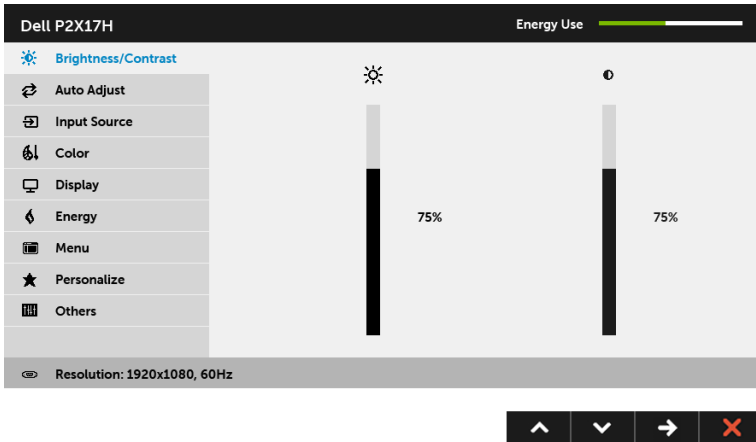 Dell P2X17H
Energy Use
Brightness/Contrast
Auto Adjust
Input Source
Color
Display
Energy
Menu
Personalize
Others
75%
75%
Resolution: 1920x1080, 60Hz